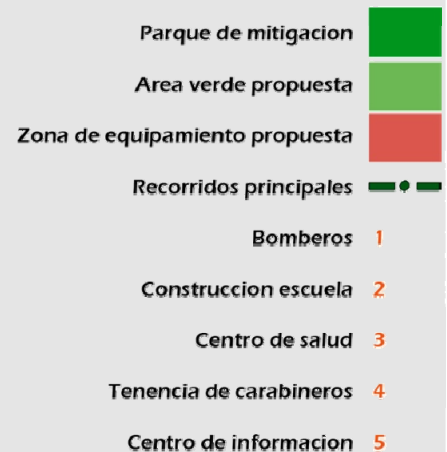 Parque de mitigacion
Area verde propuesta
Zona de equipamiento propuesta
Recorridos principales
Bomberos 1
Construccion escuela 2
Centro de salud 3
Tenencia de carabineros 4
Centro de informacion 5